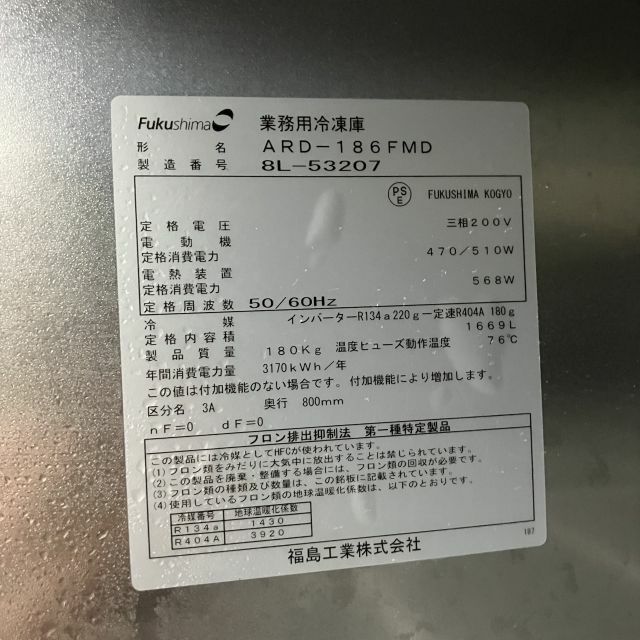 Fukushima 業務用冷凍庫
形名 ARD-186FMD
製造番号 8L-53207
PS E FUKUSHIMA KOGYO
定格電圧 三相200V
電動機
定格消費電力 470/510W
電熱装置
定格消費電力 568W
定格周波数 50/60Hz
冷媒 インバーターR134a220g一定速R404A 180g
定格内容積 1669L
製品質量 180Kg 温度ヒューズ動作温度 76℃
年間消費電力量 3170kWh/年
この値は付加機能のない場合です。付加機能により増加します。
区分名 3A 奥行 800mm
nF=0 dF=0
フロン排出抑制法 第一種特定製品
この製品には冷媒としてHFCが使われています。
(1)フロン類をみだりに大気中に放出することは禁じられています。
(2)この製品を廃棄・整備する場合には、フロン類の回収が必要です。
(3)フロン類の種類及び数量は、この銘板に記載されています。
(4)使用しているフロン類の地球温暖化係数は、以下のとおりです。
冷媒番号 地球温暖化係数
R134a 1430
R404A 3920
福島工業株式会社